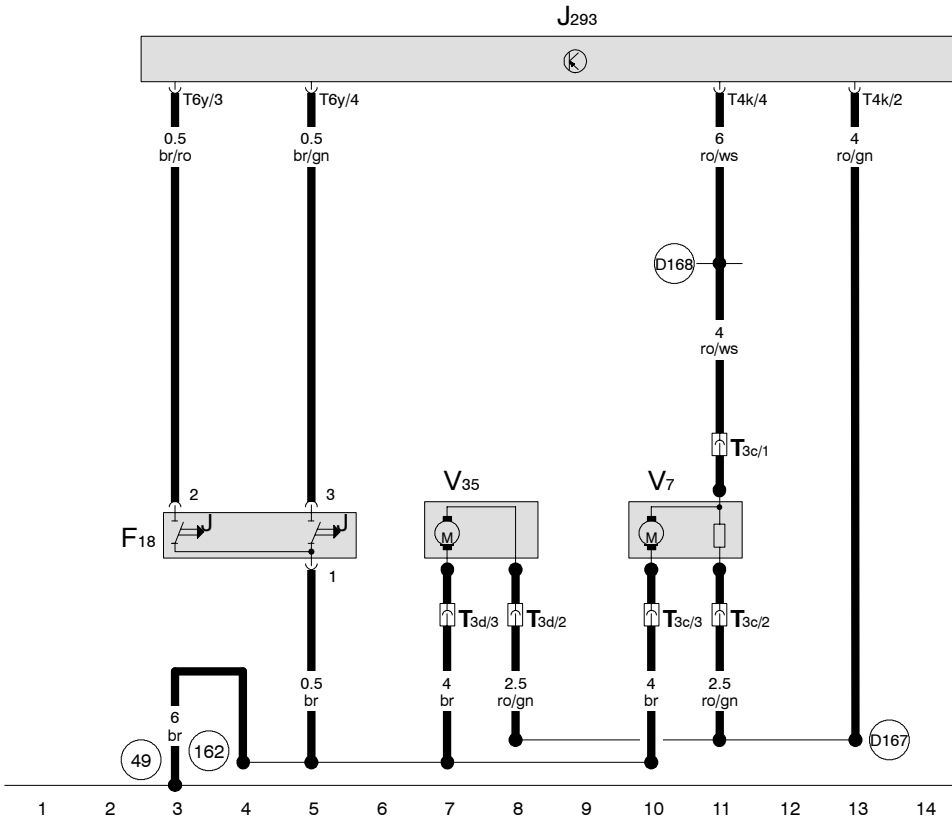 J293
T6y/3 T6y/4 T4k/4 T4k/2
0.5 0.5 6 4
br/ro br/gn ro/ws ro/gn
D168
4
ro/ws
T3c/1
V35 V7
2 3
F18 M M
1
T3d/3 T3d/2 T3c/3 T3c/2
0.5 4 2.5 4 2.5
br br ro/gn br ro/gn
6
br
49 162 D167
1 2 3 4 5 6 7 8 9 10 11 12 13 14